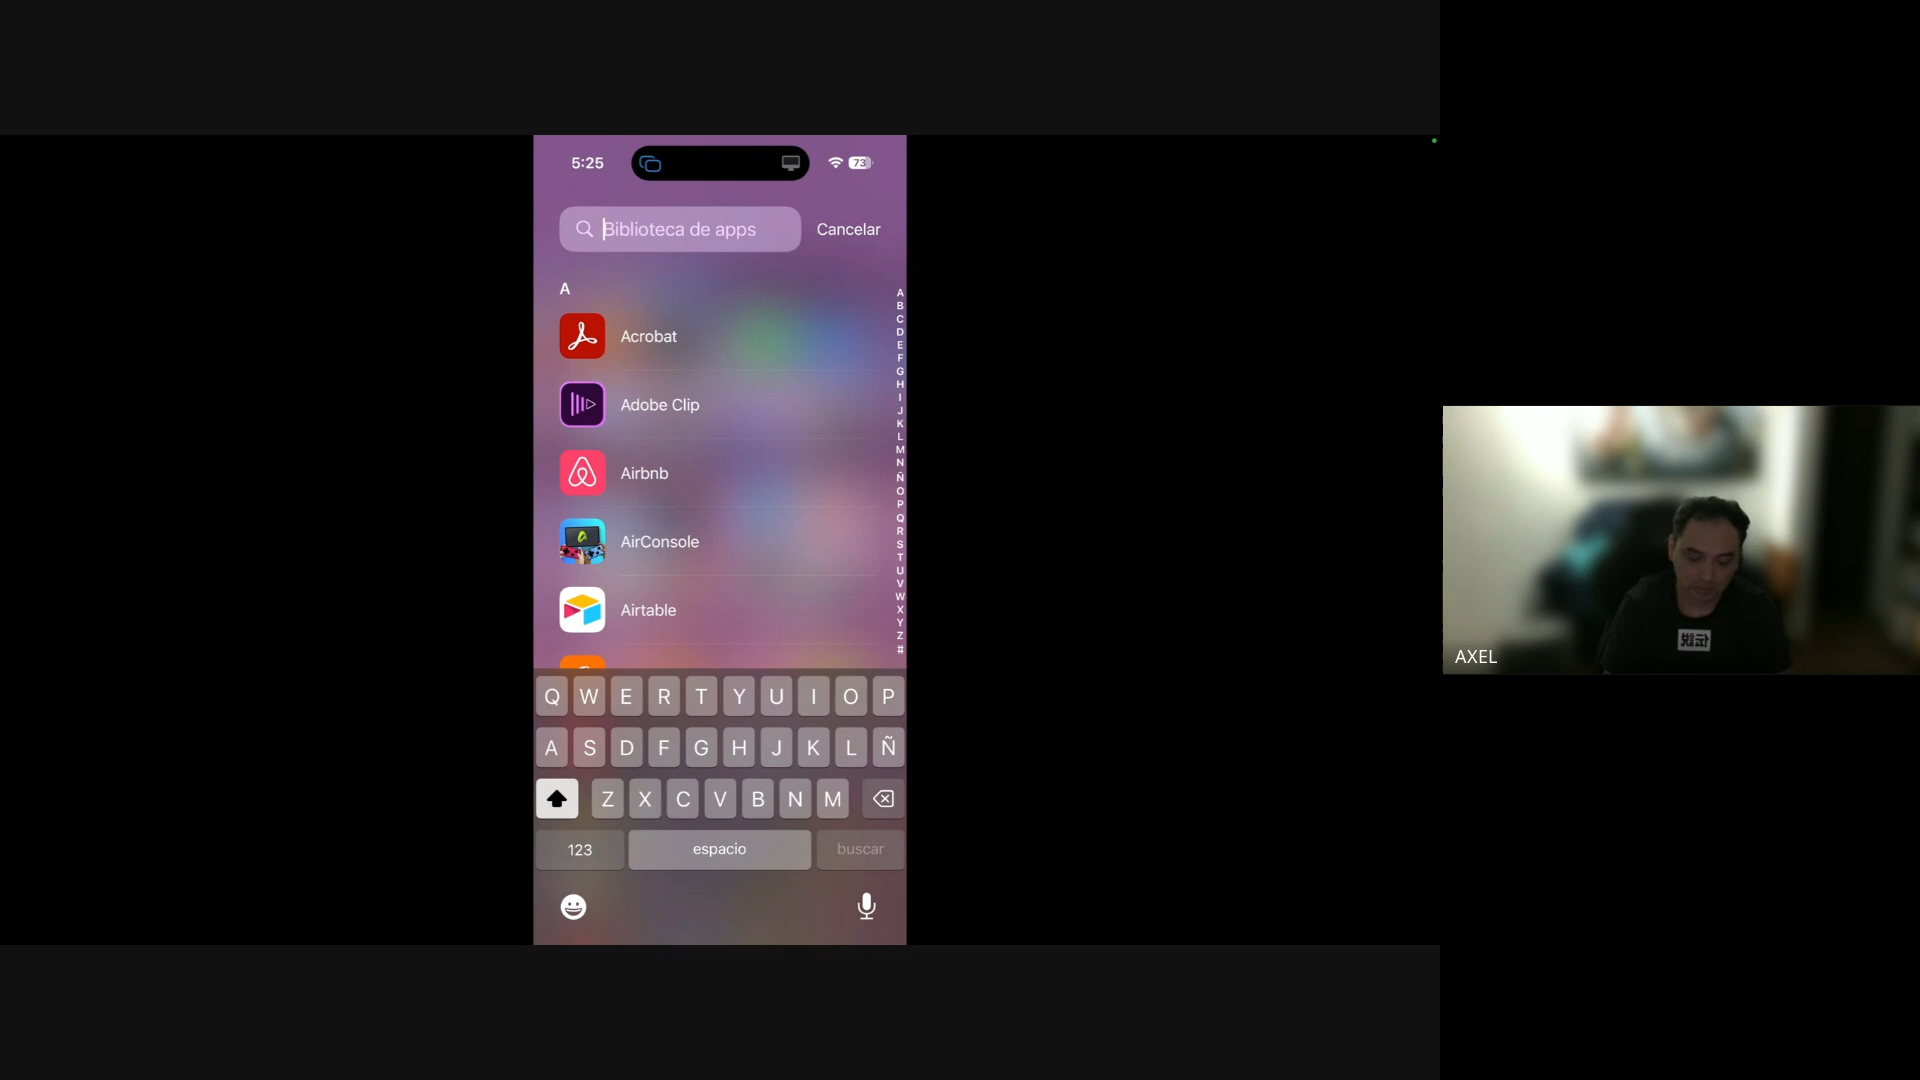 5:25
73
Biblioteca de apps
Cancelar
A
Acrobat
Adobe Clip
Airbnb
AirConsole
Airtable
A
B
C
D
E
F
G
H
I
J
K
L
M
N
Ñ
O
P
Q
R
S
T
U
V
W
X
Y
Z
#
Q W E R T Y U I O P
A S D F G H J K L Ñ
Z X C V B N M
123 espacio buscar
AXEL